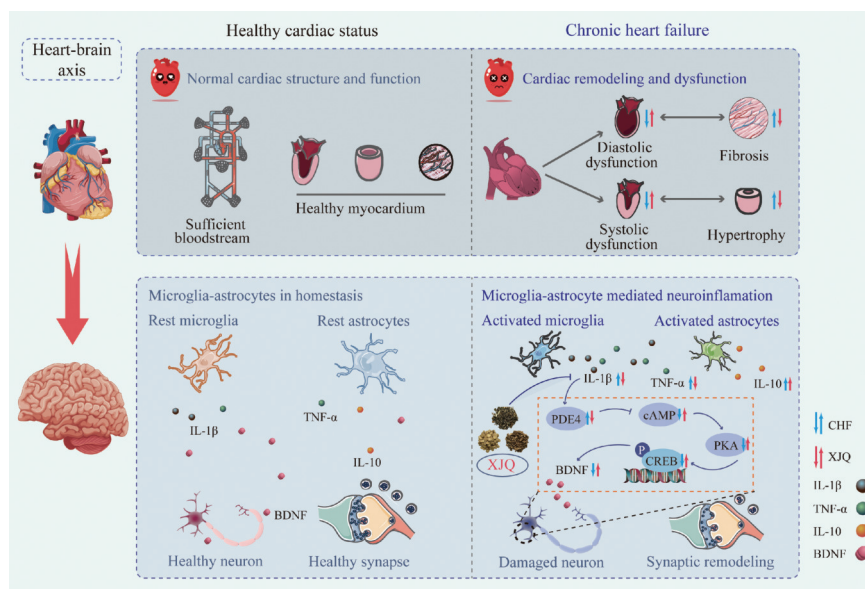 Heart-brain
axis
Healthy cardiac status
Chronic heart failure
Normal cardiac structure and function
Sufficient
bloodstream
Healthy myocardium
Cardiac remodeling and dysfunction
Diastolic
dysfunction
Fibrosis
Systolic
dysfunction
Hypertrophy
Microglia-astrocytes in homestasis
Rest microglia
Rest astrocytes
IL-1β
TNF-α
IL-10
BDNF
Healthy neuron
Healthy synapse
Microglia-astrocyte mediated neuroinflamation
Activated microglia
Activated astrocytes
IL-1β
TNF-α
IL-10
PDE4
cAMP
PKA
P
CREB
BDNF
XJQ
Damaged neuron
Synaptic remodeling
CHF
XJQ
IL-1β
TNF-α
IL-10
BDNF